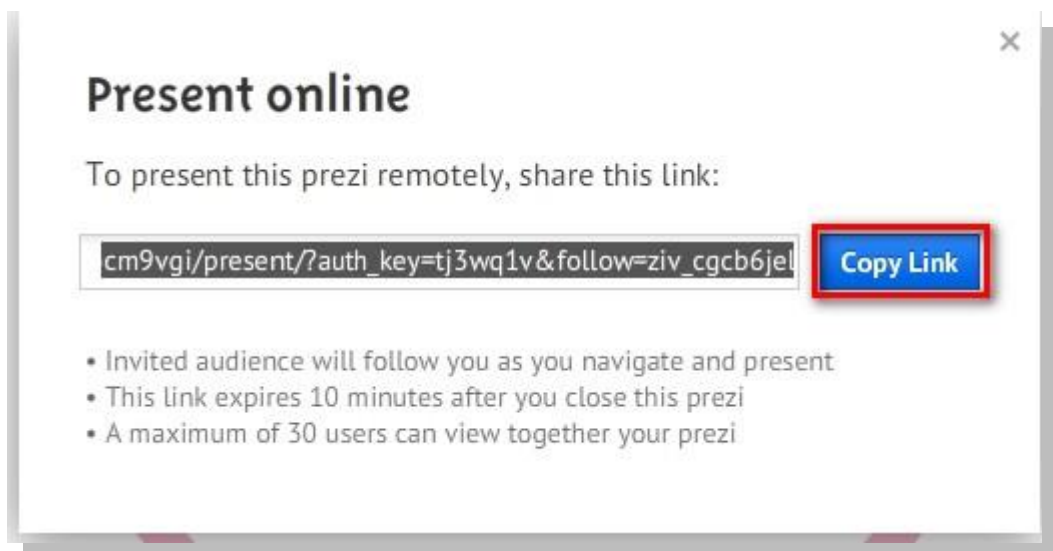 Present online
To present this prezi remotely, share this link:
cm9vgi/present/?auth_key=tj3wq1v&follow=ziv_cgcb6jel
Copy Link
• Invited audience will follow you as you navigate and present
• This link expires 10 minutes after you close this prezi
• A maximum of 30 users can view together your prezi